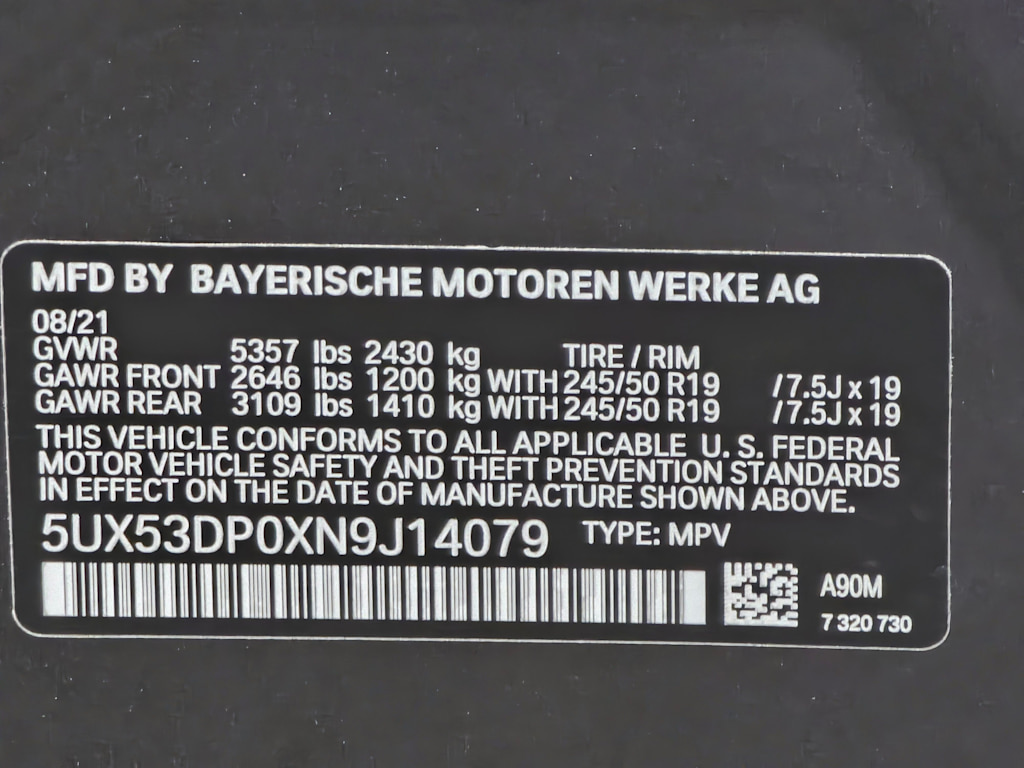 MFD BY BAYERISCHE MOTOREN WERKE AG
08/21
GVWR 5357 lbs 2430 kg TIRE / RIM
GAWR FRONT 2646 lbs 1200 kg WITH 245/50 R19 /7.5J x 19
GAWR REAR 3109 lbs 1410 kg WITH 245/50 R19 /7.5J x 19
THIS VEHICLE CONFORMS TO ALL APPLICABLE U. S. FEDERAL
MOTOR VEHICLE SAFETY AND THEFT PREVENTION STANDARDS
IN EFFECT ON THE DATE OF MANUFACTURE SHOWN ABOVE.
5UX53DP0XN9J14079 TYPE: MPV
A90M
7 320 730